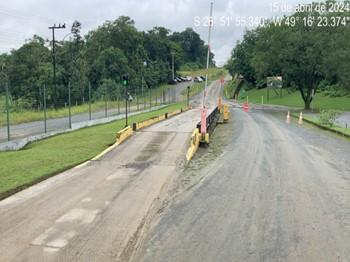 15 de abril de 2024
S 26° 51' 55.340", W 49° 16' 23.374"